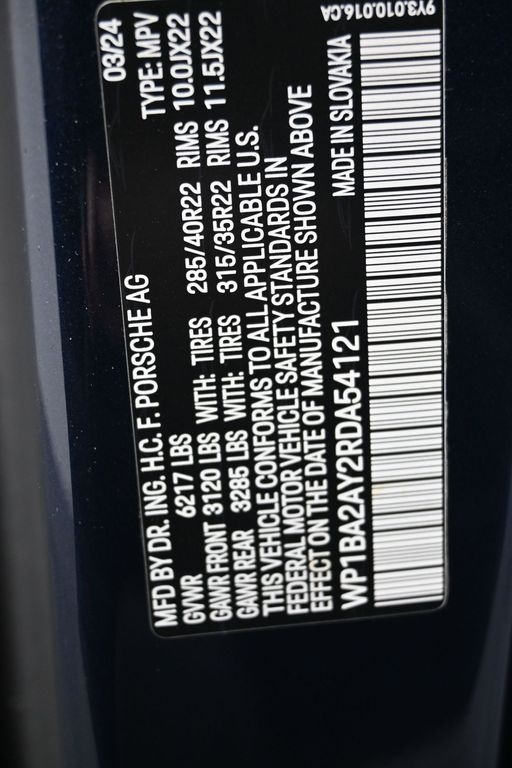 MFD BY DR. ING. H.C. F. PORSCHE AG 03/24
GVWR 6217 LBS TYPE: MPV
GAWR FRONT 3120 LBS WITH: TIRES 285/40R22 RIMS 10.0JX22
GAWR REAR 3285 LBS WITH: TIRES 315/35R22 RIMS 11.5JX22
THIS VEHICLE CONFORMS TO ALL APPLICABLE U.S.
FEDERAL MOTOR VEHICLE SAFETY STANDARDS IN
EFFECT ON THE DATE OF MANUFACTURE SHOWN ABOVE
WP1BA2AY2RDA54121 MADE IN SLOVAKIA
9Y3.010.016.CA